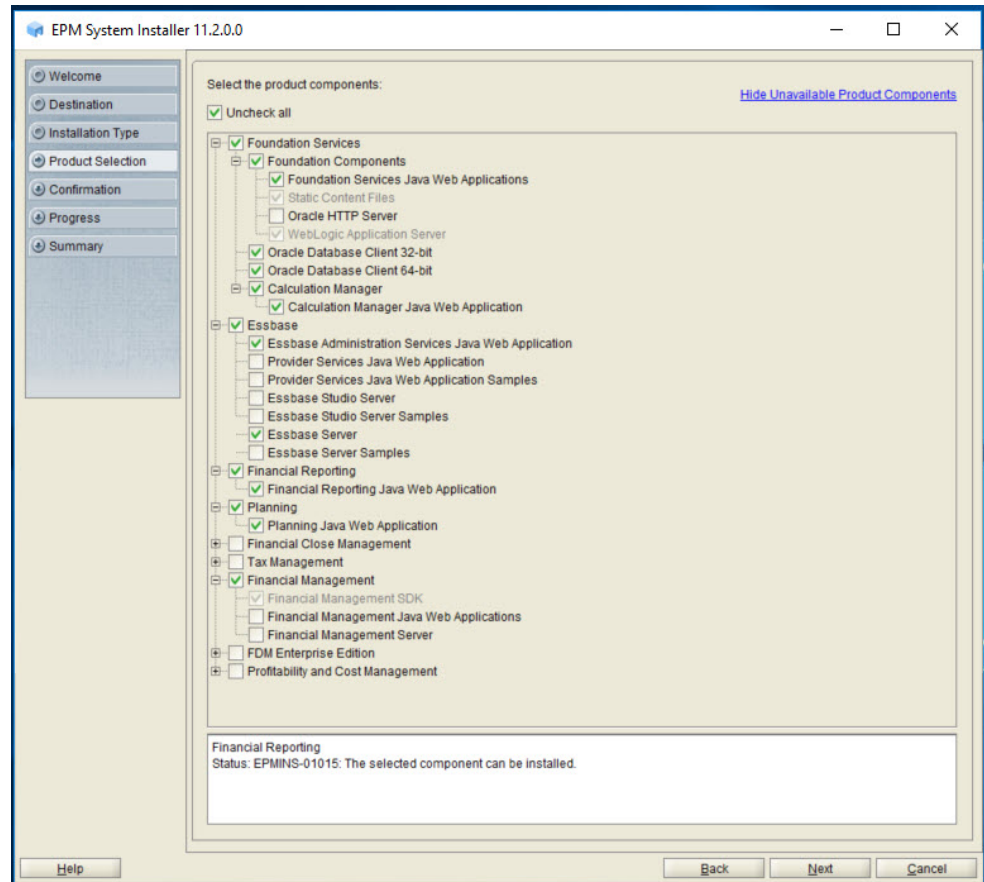 EPM System Installer 11.2.0.0
Welcome
Destination
Installation Type
Product Selection
Confirmation
Progress
Summary
Select the product components:
Hide Unavailable Product Components
Uncheck all
Foundation Services
Foundation Components
Foundation Services Java Web Applications
Static Content Files
Oracle HTTP Server
WebLogic Application Server
Oracle Database Client 32-bit
Oracle Database Client 64-bit
Calculation Manager
Calculation Manager Java Web Application
Essbase
Essbase Administration Services Java Web Application
Provider Services Java Web Application
Provider Services Java Web Application Samples
Essbase Studio Server
Essbase Studio Server Samples
Essbase Server
Essbase Server Samples
Financial Reporting
Financial Reporting Java Web Application
Planning
Planning Java Web Application
Financial Close Management
Tax Management
Financial Management
Financial Management SDK
Financial Management Java Web Applications
Financial Management Server
FDM Enterprise Edition
Profitability and Cost Management
Financial Reporting
Status: EPMINS-01015: The selected component can be installed.
Help
Back
Next
Cancel